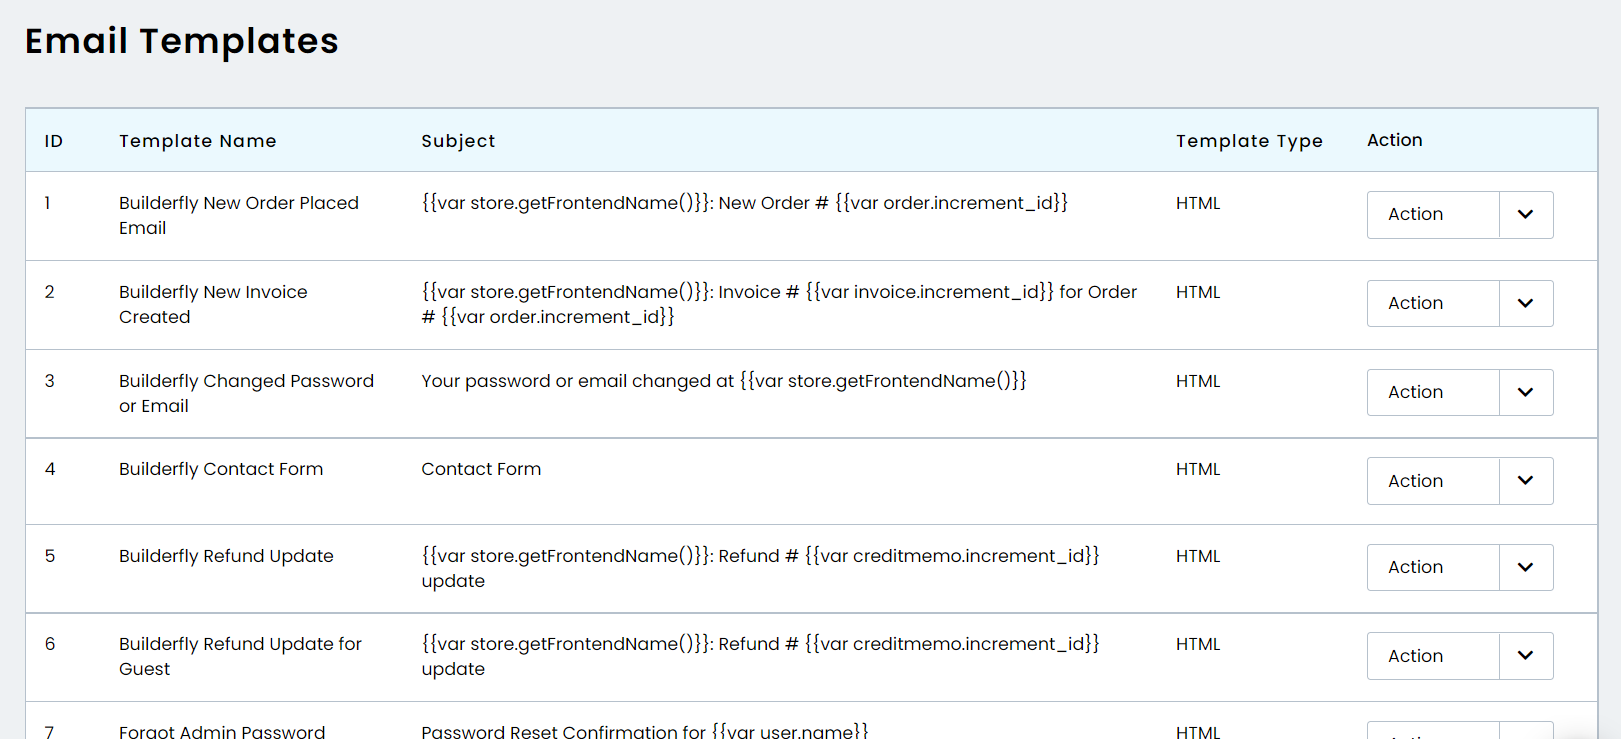 Email Templates
ID Template Name Subject Template Type Action
1 Builderfly New Order Placed {{var store.getFrontendName()}}: New Order # {{var order.increment_id}} HTML Action
Email
2 Builderfly New Invoice {{var store.getFrontendName()}}: Invoice # {{var invoice.increment_id}} for Order HTML Action
Created # {{var order.increment_id}}
3 Builderfly Changed Password Your password or email changed at {{var store.getFrontendName()}} HTML Action
or Email
4 Builderfly Contact Form Contact Form HTML Action
5 Builderfly Refund Update {{var store.getFrontendName()}}: Refund # {{var creditmemo.increment_id}} HTML Action
update
6 Builderfly Refund Update for {{var store.getFrontendName()}}: Refund # {{var creditmemo.increment_id}} HTML Action
Guest update
7 Forgot Admin Password Password Reset Confirmation for {{var user.name}} HTML